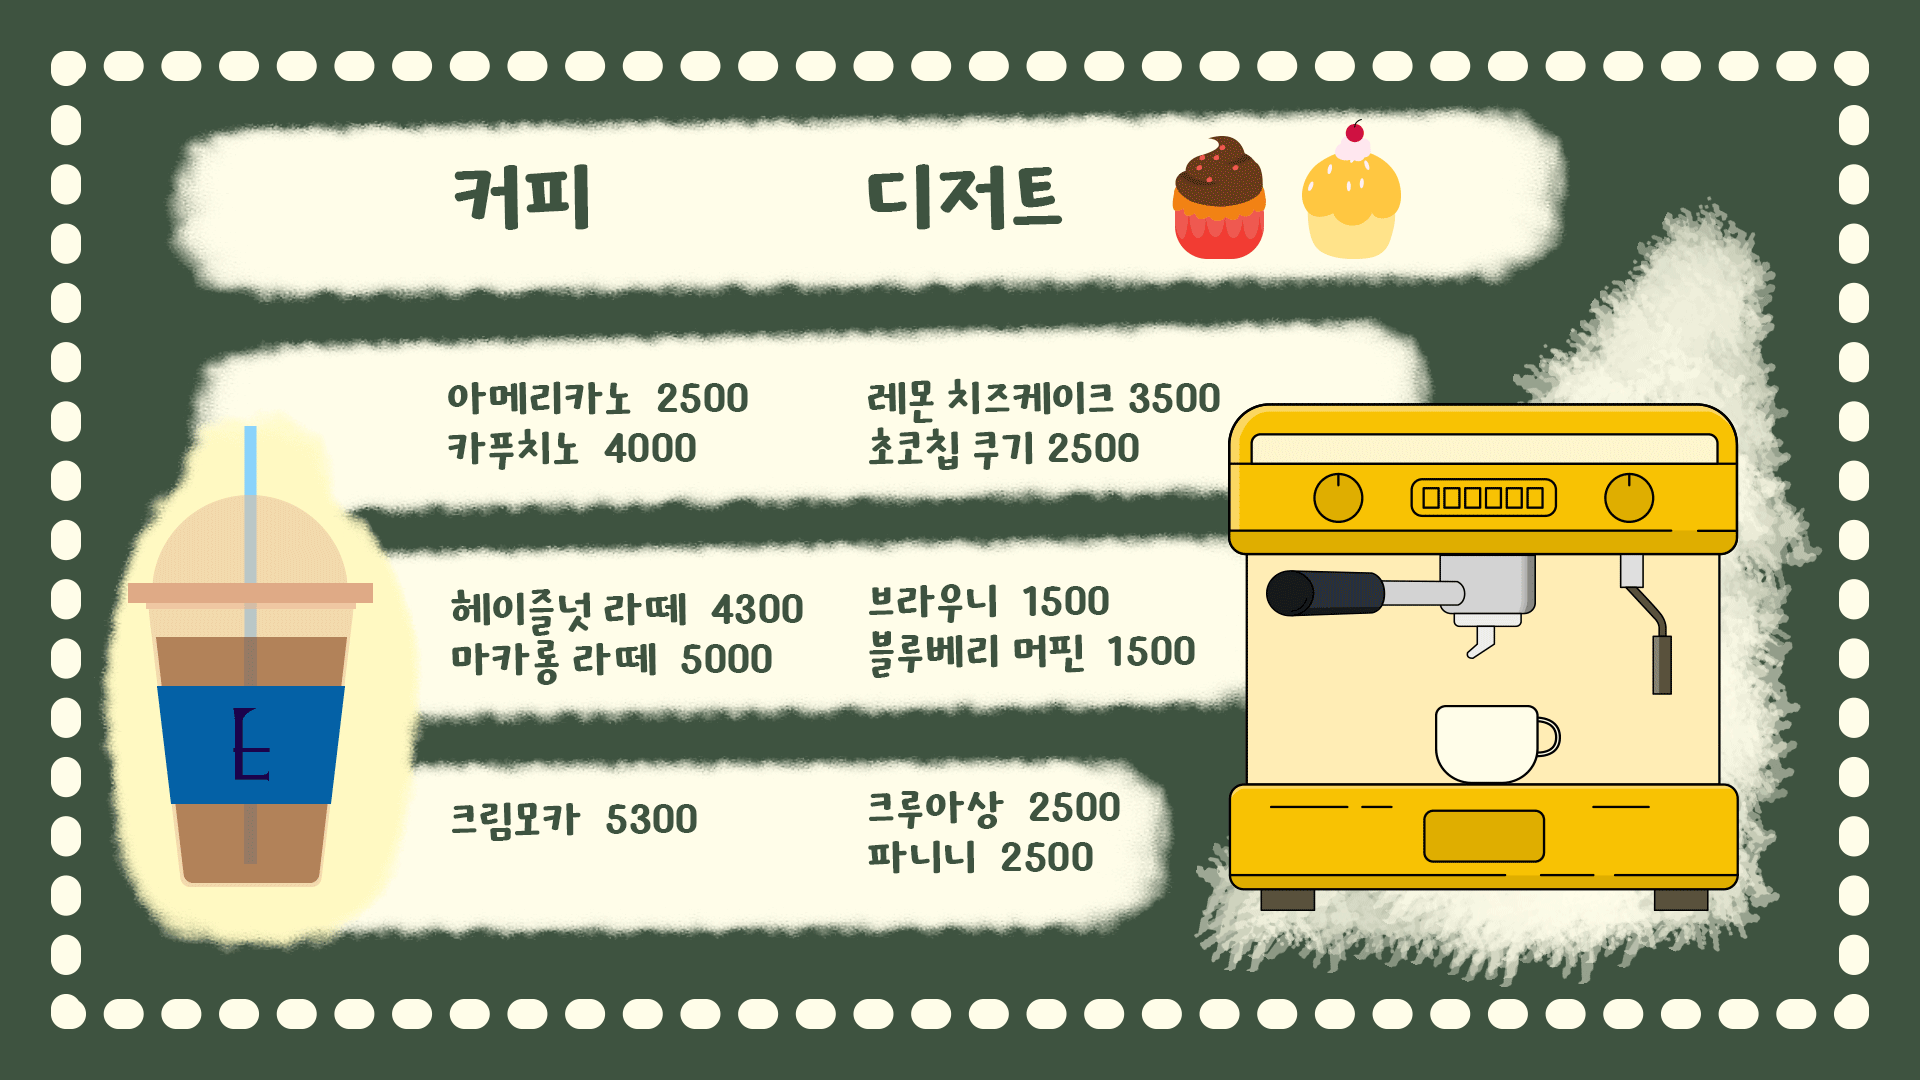 커피
디저트
아메리카노 2500
카푸치노 4000
레몬 치즈케이크 3500
초코칩 쿠기 2500
헤이즐넛 라떼 4300
마카롱 라떼 5000
브라우니 1500
블루베리 머핀 1500
크림모카 5300
크루아상 2500
파니니 2500
E